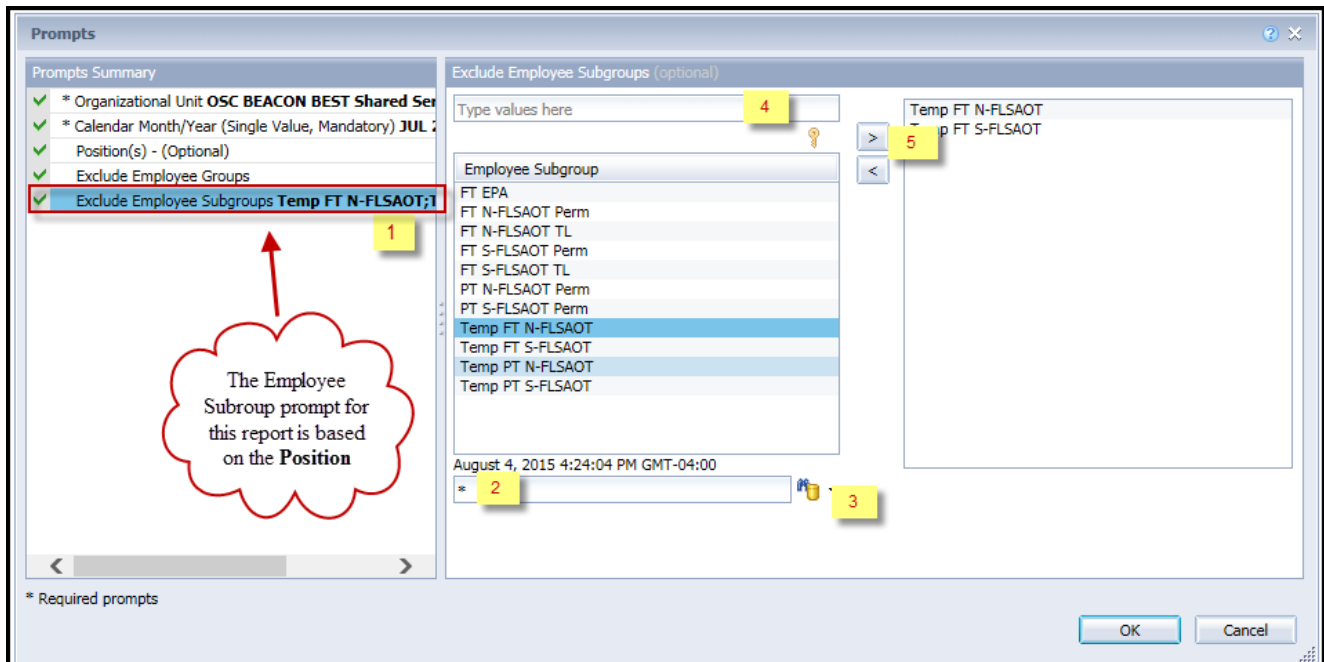 Prompts
Prompts Summary
* Organizational Unit OSC BEACON BEST Shared Ser
* Calendar Month/Year (Single Value, Mandatory) JUL
Position(s) - (Optional)
Exclude Employee Groups
Exclude Employee Subgroups Temp FT N-FLSAOT;T
1
The Employee
Subroup prompt for
this report is based
on the Position
* Required prompts
Exclude Employee Subgroups (optional)
Type values here
4
Employee Subgroup
FT EPA
FT N-FLSAOT Perm
FT N-FLSAOT TL
FT S-FLSAOT Perm
FT S-FLSAOT TL
PT N-FLSAOT Perm
PT S-FLSAOT Perm
Temp FT N-FLSAOT
Temp FT S-FLSAOT
Temp PT N-FLSAOT
Temp PT S-FLSAOT
August 4, 2015 4:24:04 PM GMT-04:00
* 2
3
>
5
<
Temp FT N-FLSAOT
FT S-FLSAOT
OK
Cancel